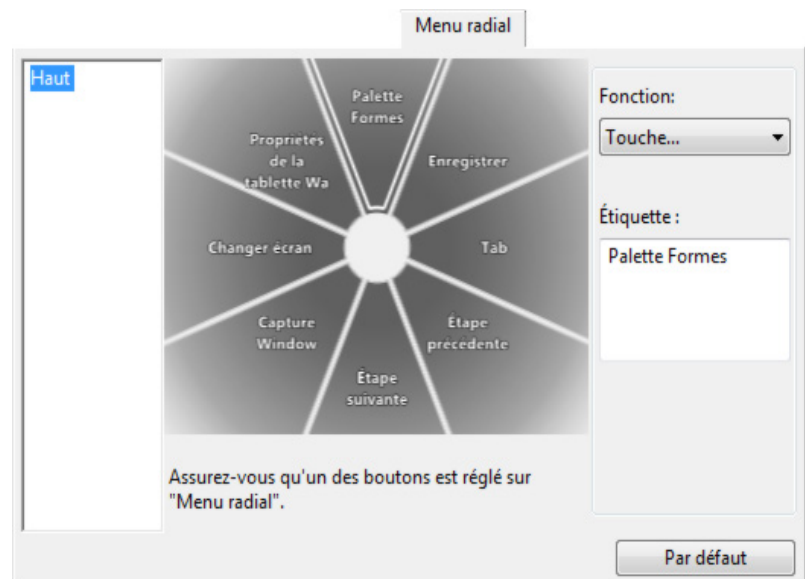 Menu radial
Haut
Palette
Formes
Enregistrer
Tab
Étape
précédente
Étape
suivante
Capture
Window
Changer écran
Propriétés
de la
tablette Wa
Fonction:
Touche...
Étiquette :
Palette Formes
Assurez-vous qu'un des boutons est réglé sur
"Menu radial".
Par défaut